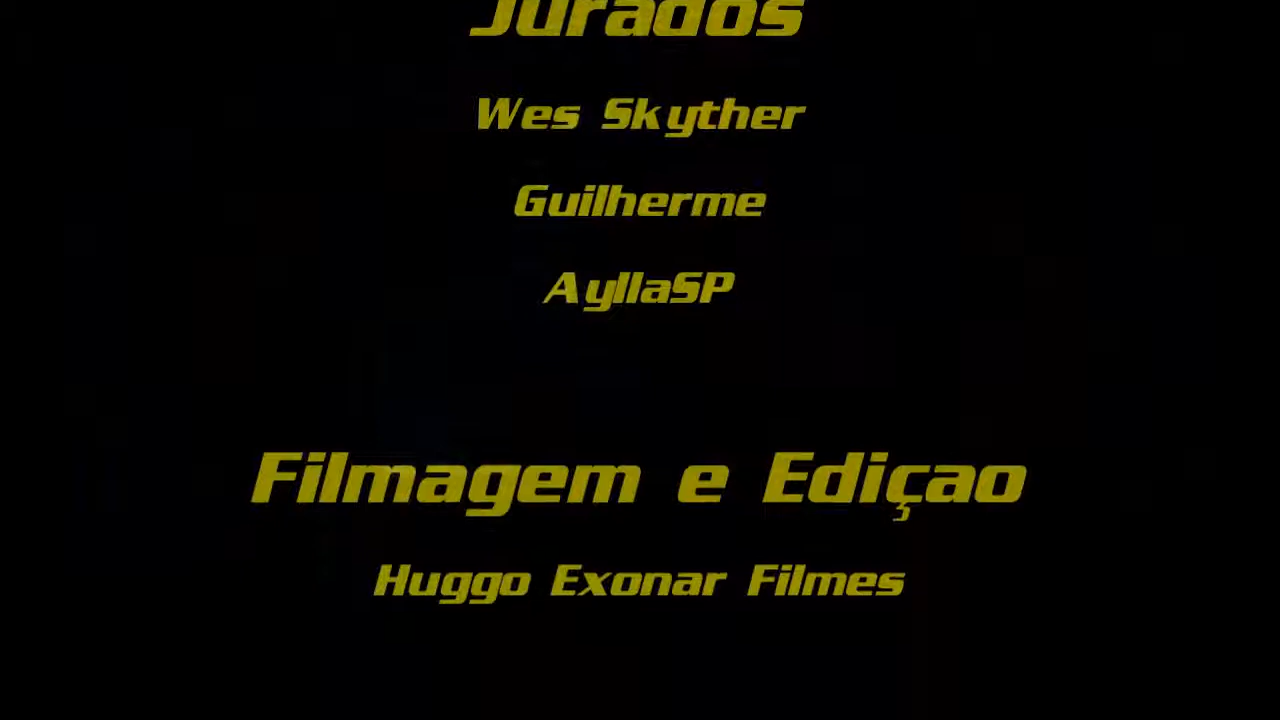 Jurados
Wes Skyther
Guilherme
AyllaSP
Filmagem e Ediçao
Huggo Exonar Filmes